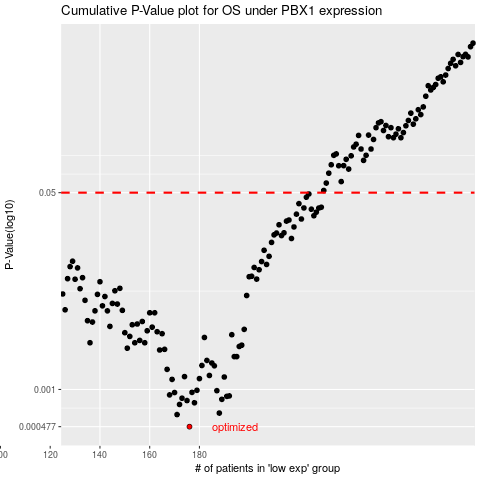 Cumulative P-Value plot for OS under PBX1 expression
P-Value(log10)
0.05
0.001
0.000477
optimized
00 120 140 160 180
# of patients in 'low exp' group